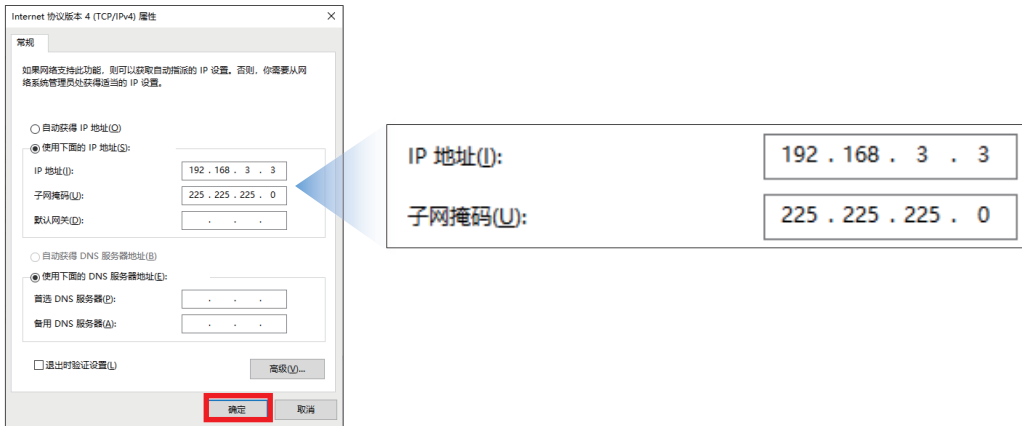 Internet 协议版本 4 (TCP/IPv4) 属性
常规
如果网络支持此功能，则可以获取自动指派的 IP 设置。否则，你需要从网
络系统管理员处获得适当的 IP 设置。
自动获得 IP 地址(O)
使用下面的 IP 地址(S):
IP 地址(I): 192 . 168 . 3 . 3
子网掩码(U): 225 . 225 . 225 . 0
默认网关(D): . . .
自动获得 DNS 服务器地址(B)
使用下面的 DNS 服务器地址(E):
首选 DNS 服务器(P): . . .
备用 DNS 服务器(A): . . .
退出时验证设置(L)
高级(V)...
确定 取消
IP 地址(I): 192 . 168 . 3 . 3
子网掩码(U): 225 . 225 . 225 . 0